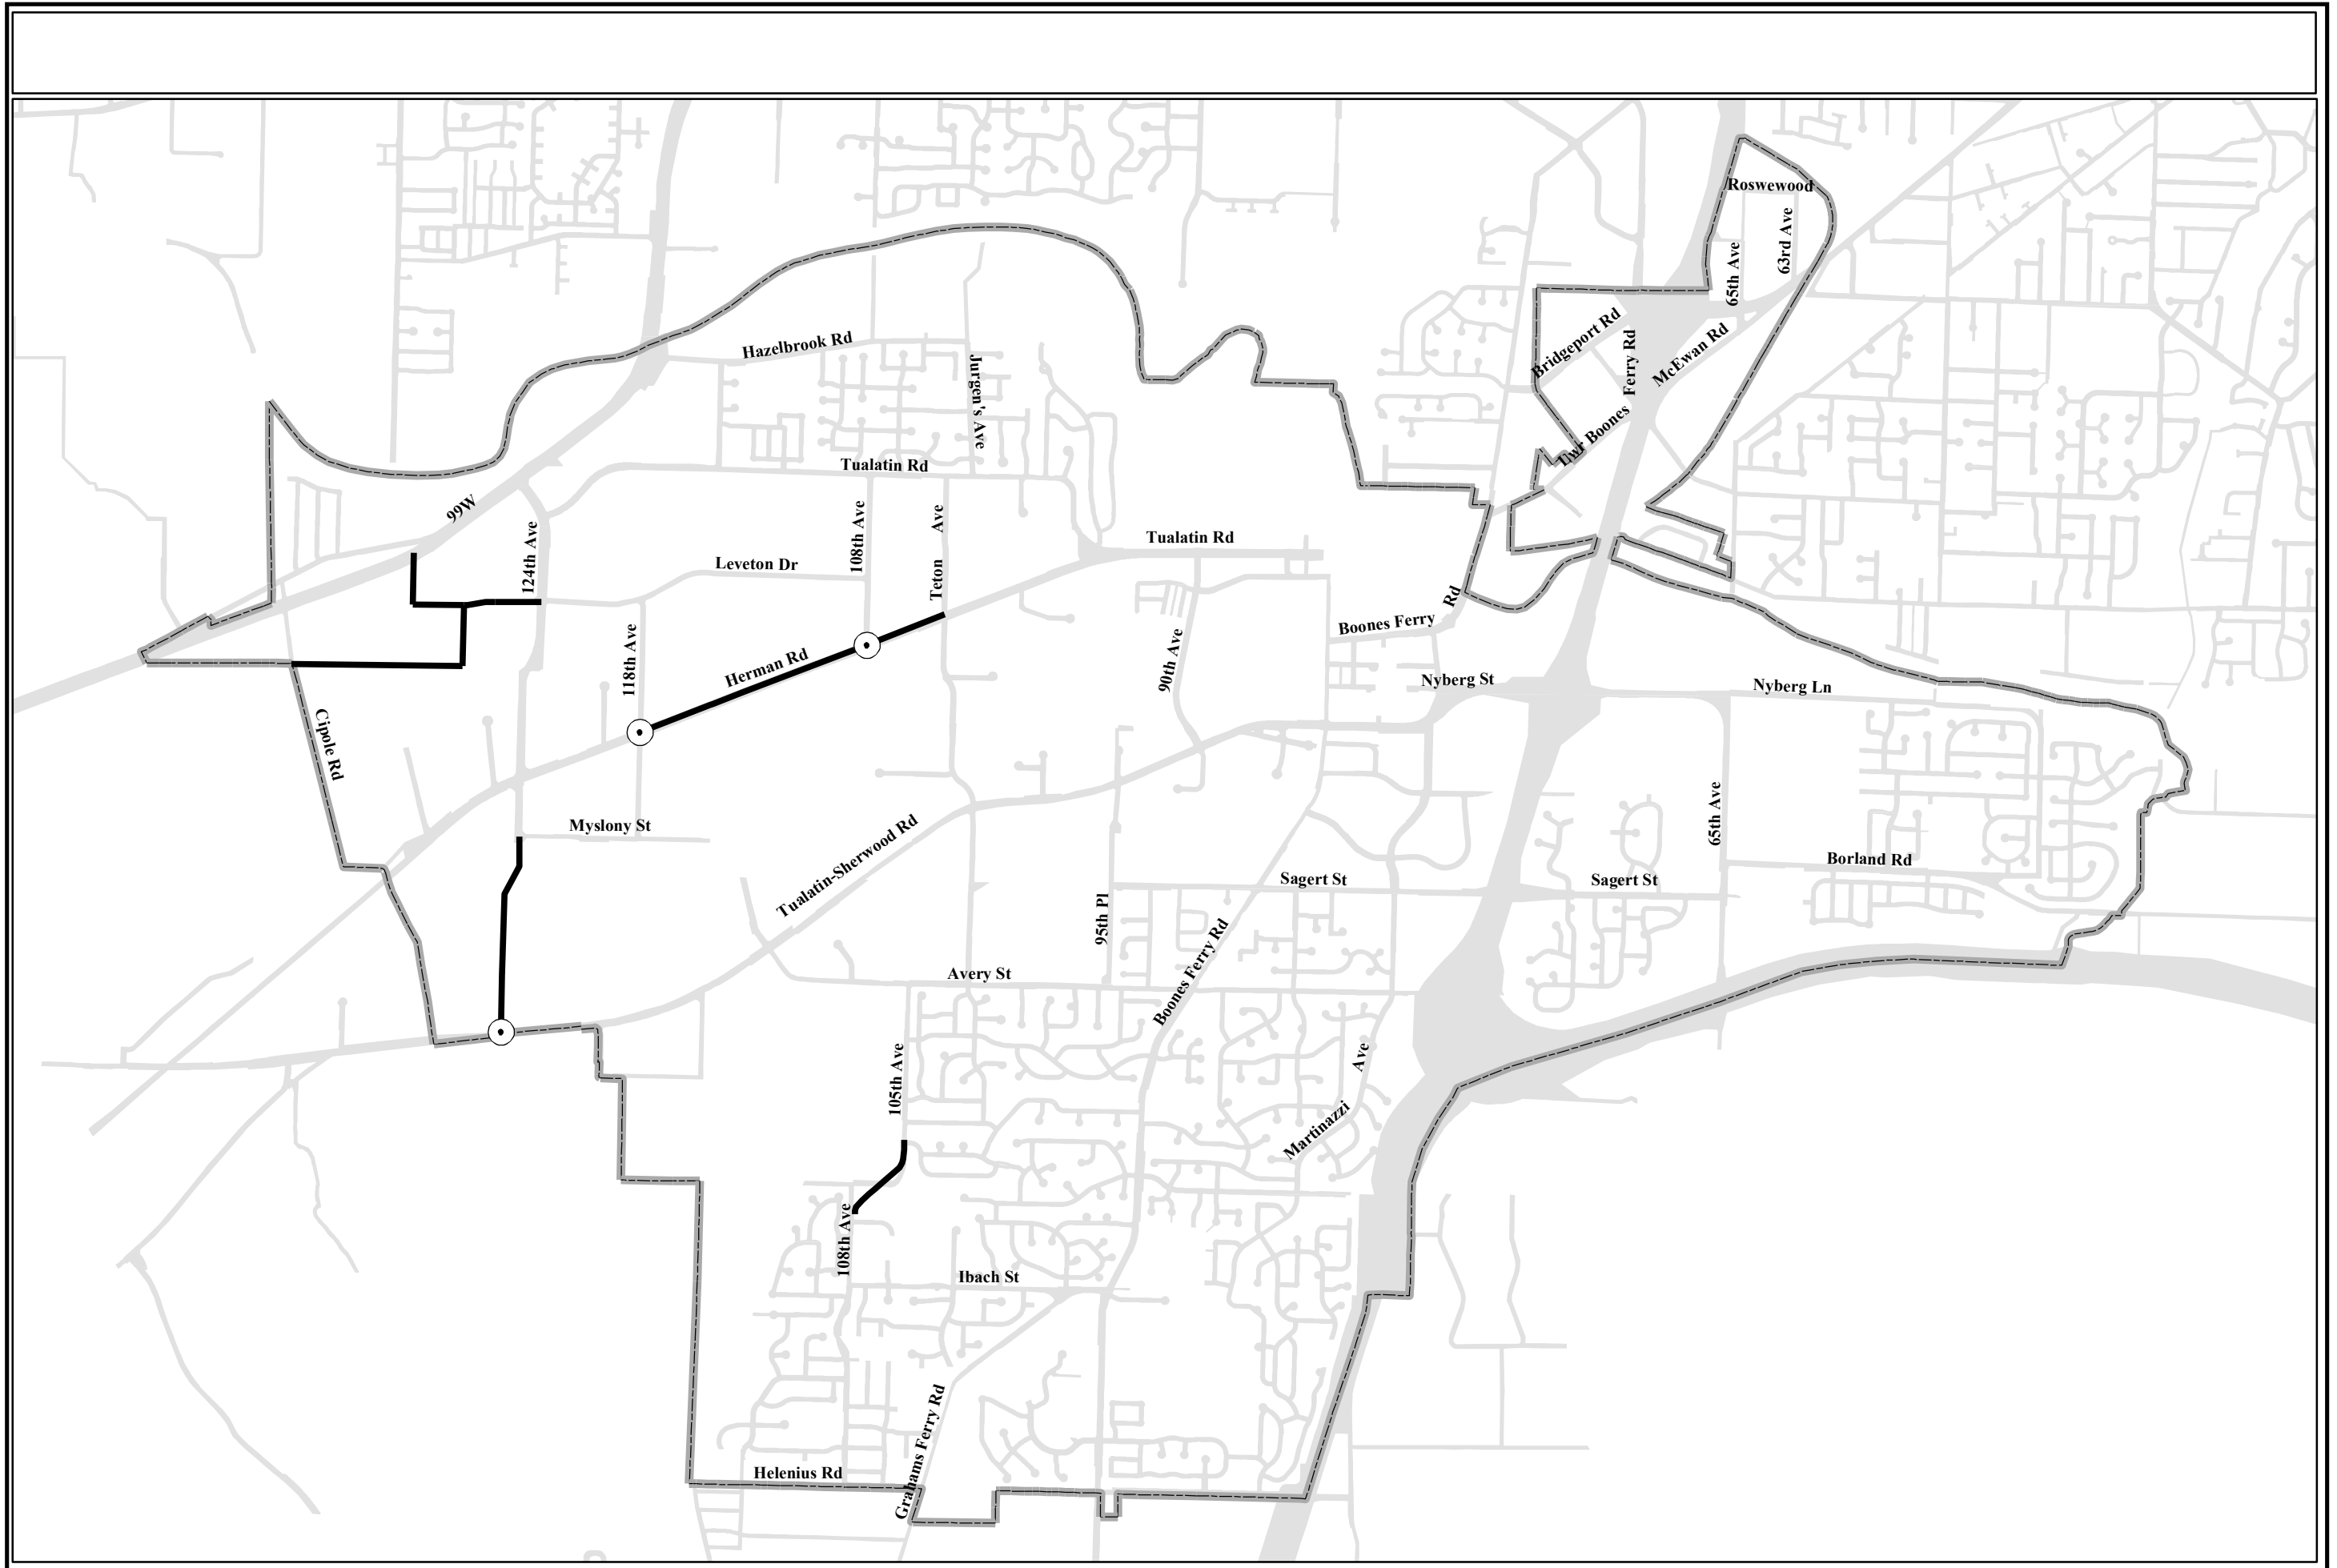 Roswewood
63rd Ave
65th Ave
Bridgeport Rd
Ferry Rd
McEwan Rd
Lwr Boones
Hazelbrook Rd
Jurgen's Ave
Tualatin Rd
99W
124th Ave
108th Ave
Teton Ave
Leveton Dr
Tualatin Rd
Boones Ferry Rd
118th Ave
Herman Rd
90th Ave
Nyberg St
Nyberg Ln
Cipole Rd
Myslony St
65th Ave
Tualatin-Sherwood Rd
Sagert St
Sagert St
Borland Rd
95th Pl
Boones Ferry Rd
Avery St
105th Ave
Martinazzi Ave
108th Ave
Ibach St
Grahams Ferry Rd
Helenius Rd